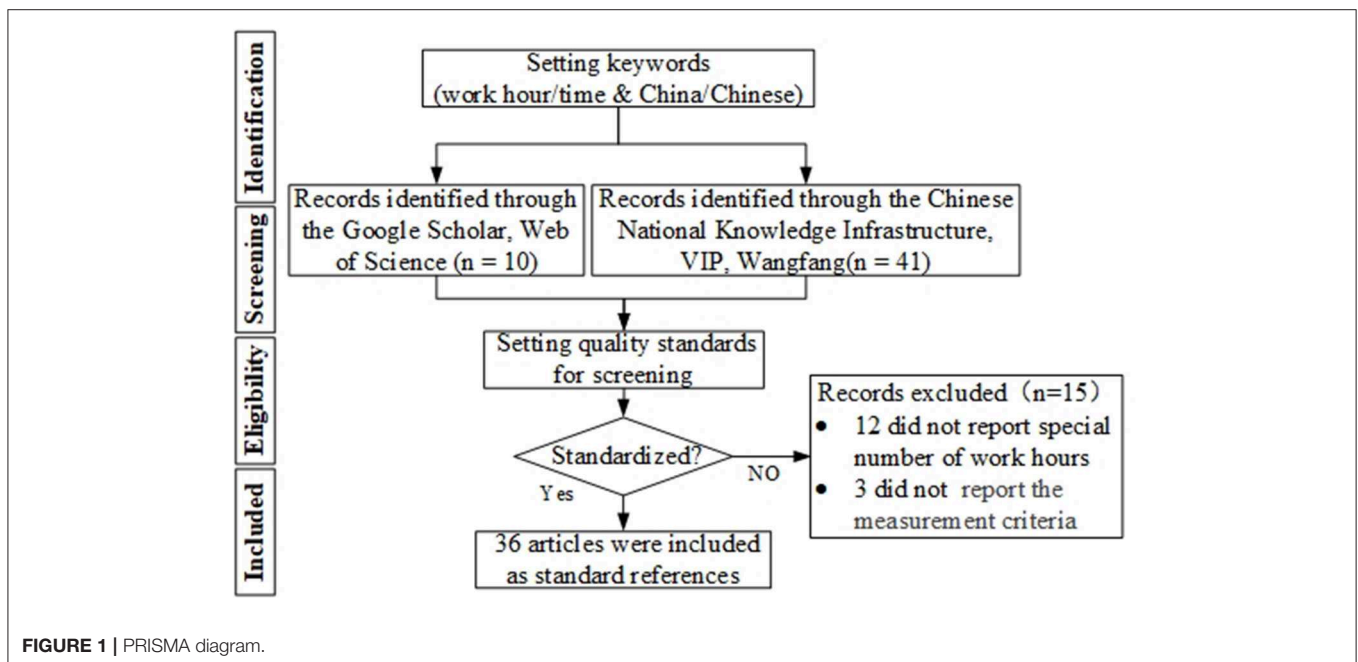 Identification
Screening
Eligibility
Included
Setting keywords
(work hour/time & China/Chinese)
Records identified through
the Google Scholar, Web
of Science (n = 10)
Records identified through the Chinese
National Knowledge Infrastructure,
VIP, Wangfang(n = 41)
Setting quality standards
for screening
Standardized?
NO
Yes
Records excluded（n=15）
• 12 did not report special
number of work hours
• 3 did not report the
measurement criteria
36 articles were included
as standard references
FIGURE 1 | PRISMA diagram.